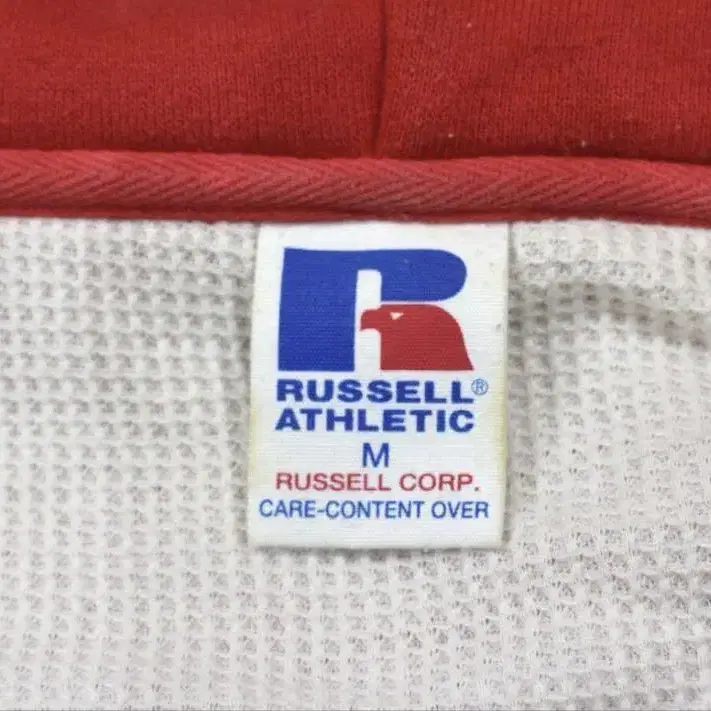 RUSSELL®
ATHLETIC
M
RUSSELL CORP.
CARE-CONTENT OVER